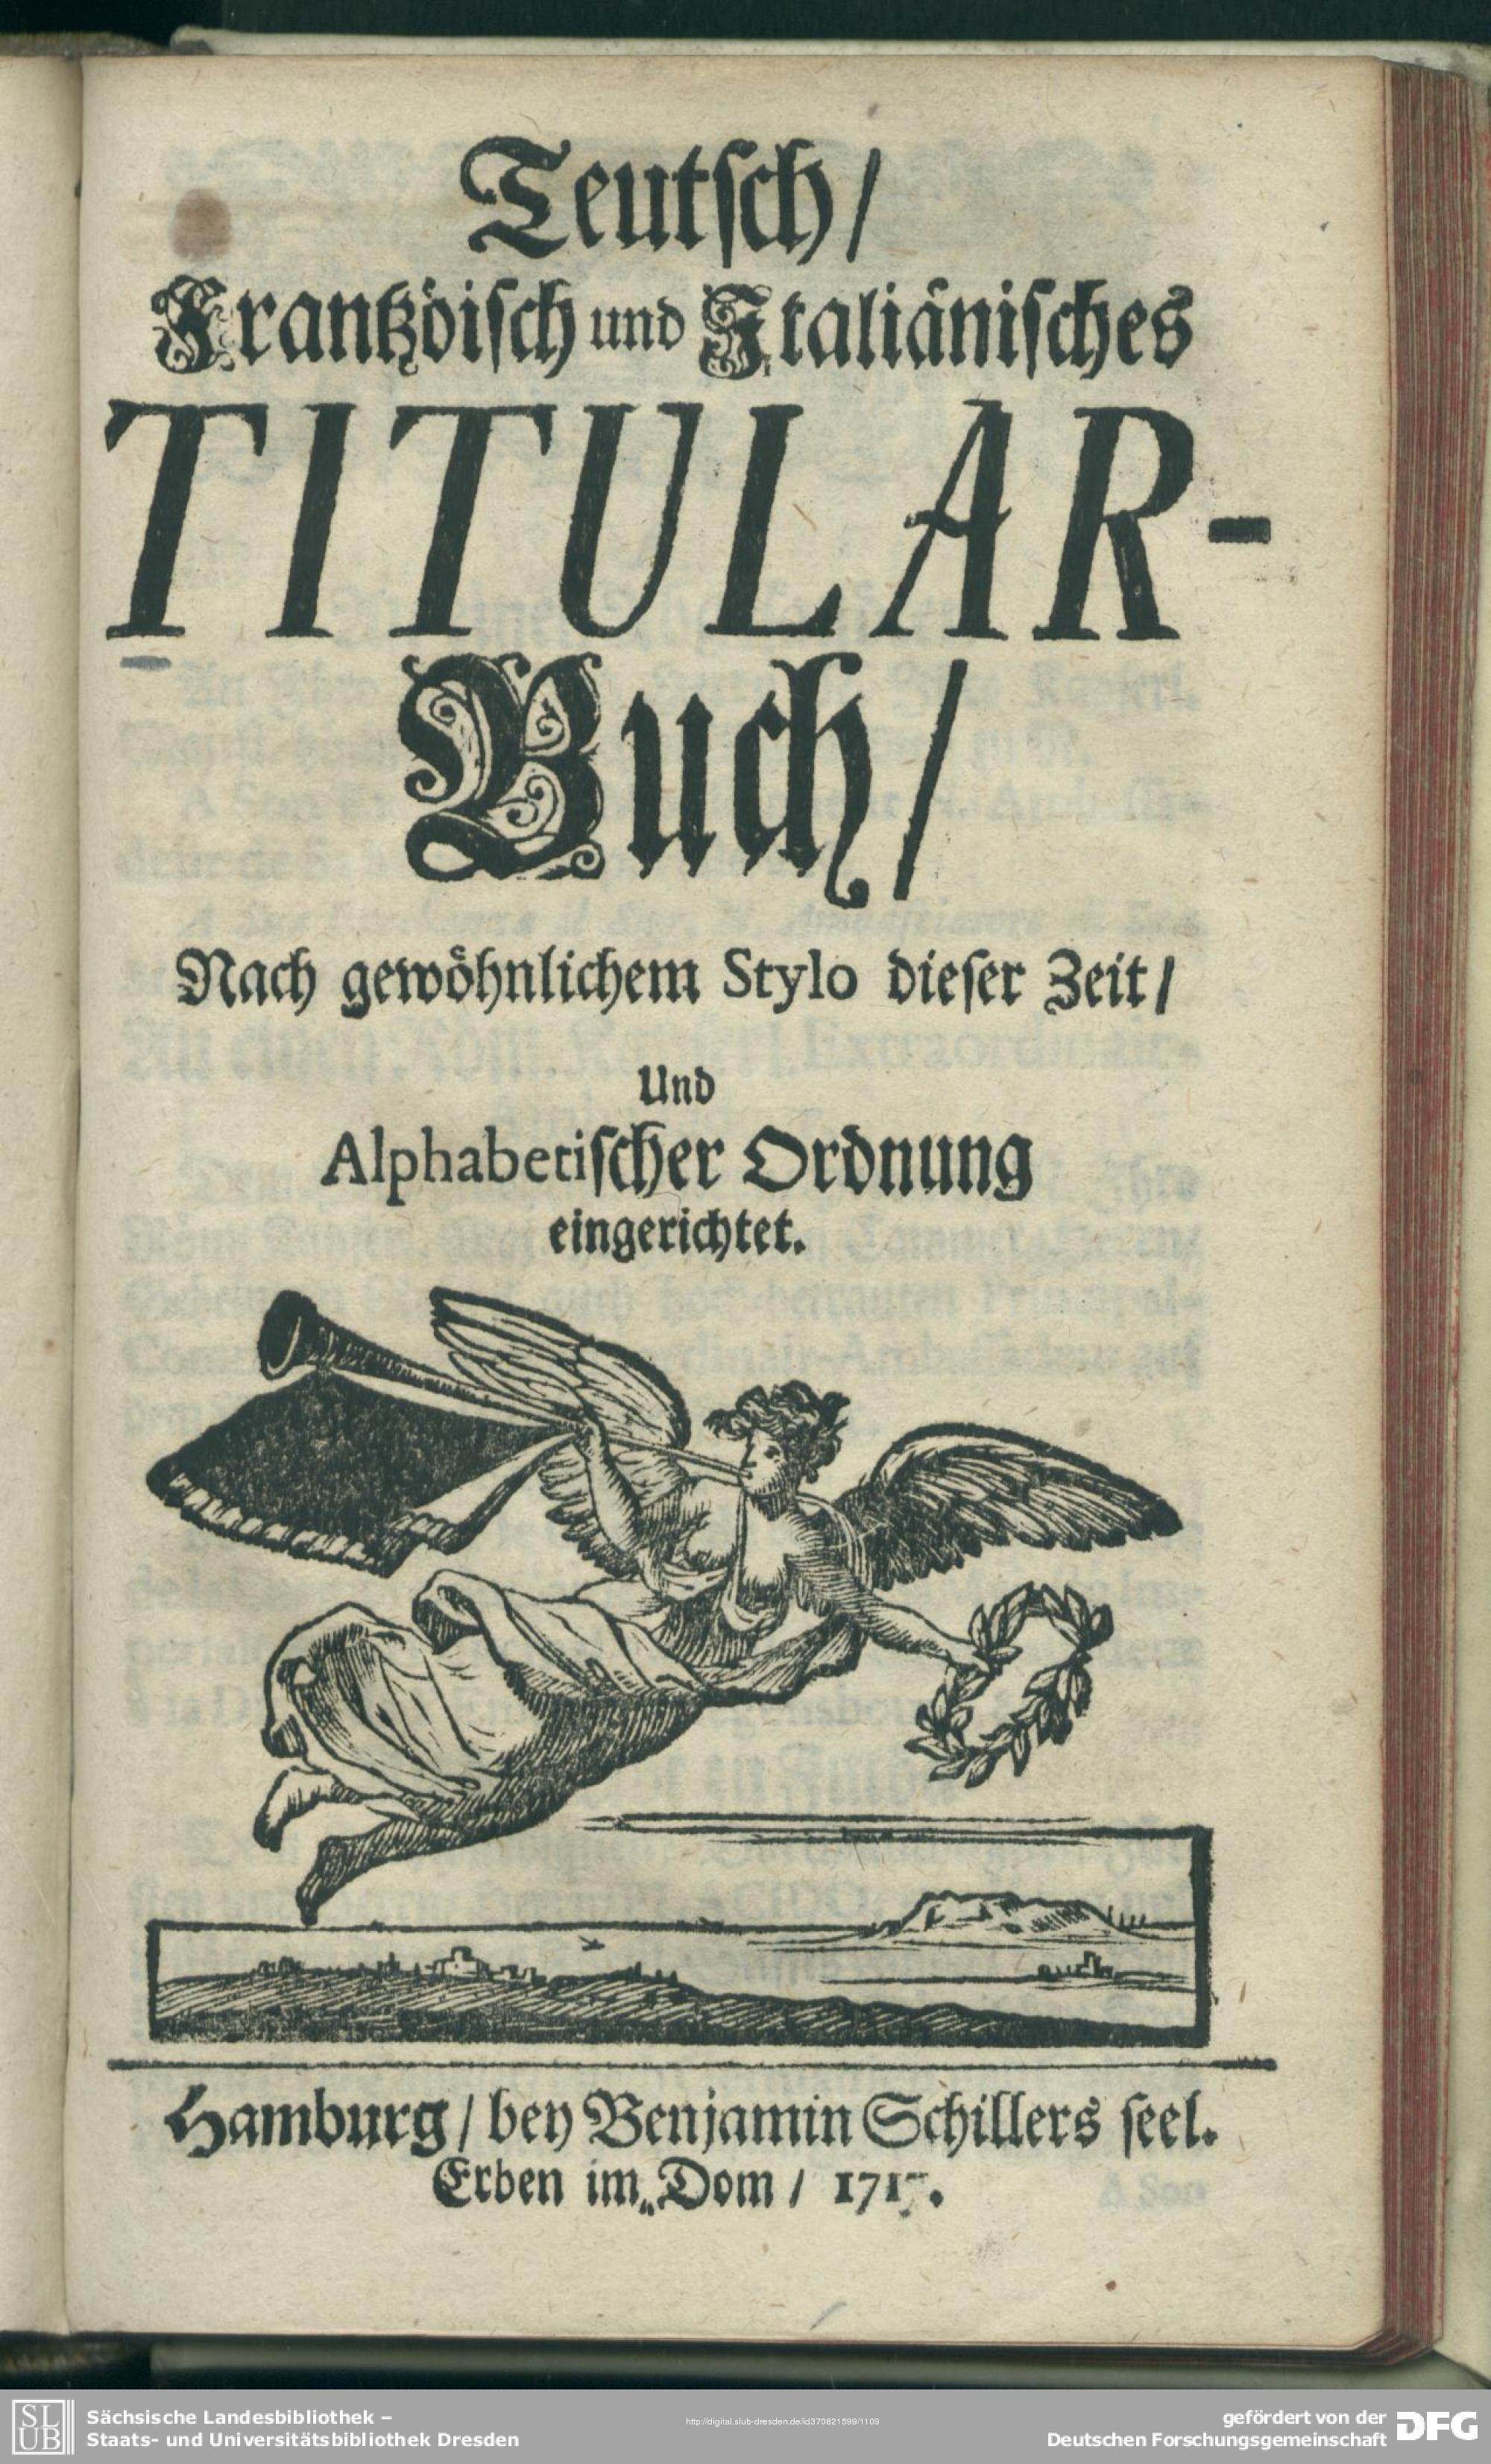 Teutſch/
Frantzöiſch und Italiäniſches
TITULAR-
Buch/
Nach gewöhnlichem Stylo dieſer Zeit/
Und
Alphabetiſcher Ordnung
eingerichtet.
Hamburg/ bey Benjamin Schillers ſeel.
Erben im Dom/
SLUB
Sächsische Landesbibliothek –
Staats- und Universitätsbibliothek Dresden
http://digital.slub-dresden.de/id370821599/1109
gefördert von der
Deutschen Forschungsgemeinschaft
DFG